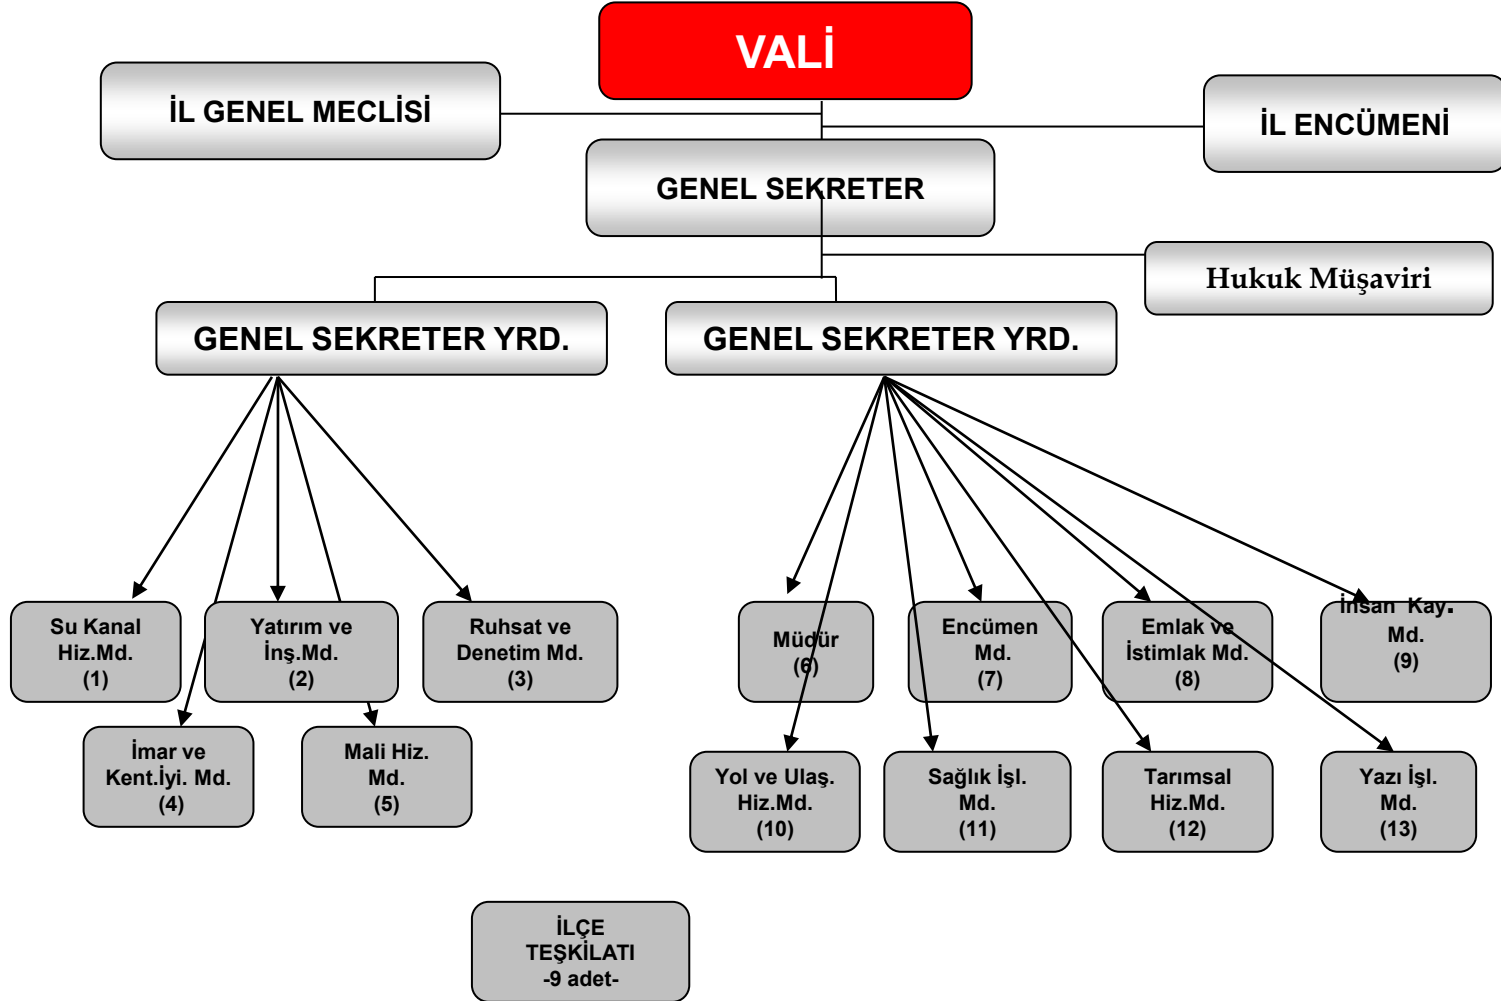 VALİ
İL GENEL MECLİSİ
İL ENCÜMENİ
GENEL SEKRETER
Hukuk Müşaviri
GENEL SEKRETER YRD.
GENEL SEKRETER YRD.
Su Kanal
Hiz.Md.
(1)
Yatırım ve
İnş.Md.
(2)
Ruhsat ve
Denetim Md.
(3)
Müdür
(6)
Encümen
Md.
(7)
Emlak ve
İstimlak Md.
(8)
İnsan Kay.
Md.
(9)
İmar ve
Kent.İyi. Md.
(4)
Mali Hiz.
Md.
(5)
Yol ve Ulaş.
Hiz.Md.
(10)
Sağlık İşl.
Md.
(11)
Tarımsal
Hiz.Md.
(12)
Yazı İşl.
Md.
(13)
İLÇE
TEŞKİLATI
-9 adet-